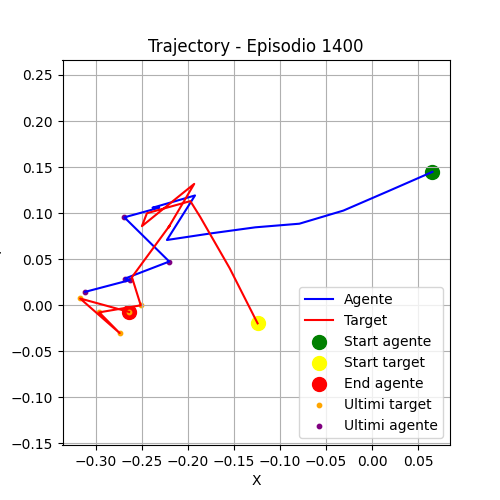 Trajectory - Episodio 1400
0.25
0.20
0.15
0.10
0.05
0.00
−0.05
−0.10
−0.15
−0.30 −0.25 −0.20 −0.15 −0.10 −0.05 0.00 0.05
X
Agente
Target
Start agente
Start target
End agente
Ultimi target
Ultimi agente